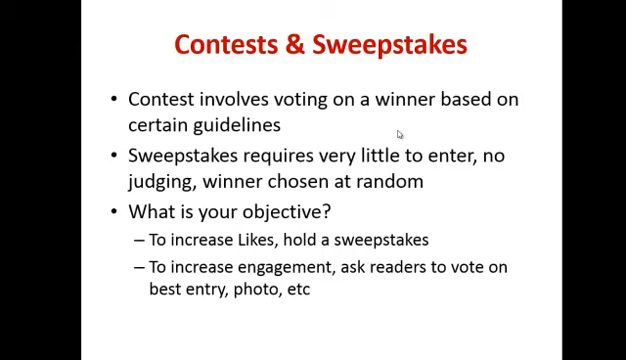 Contests & Sweepstakes
• Contest involves voting on a winner based on
certain guidelines
• Sweepstakes requires very little to enter, no
judging, winner chosen at random
• What is your objective?
– To increase Likes, hold a sweepstakes
– To increase engagement, ask readers to vote on
best entry, photo, etc